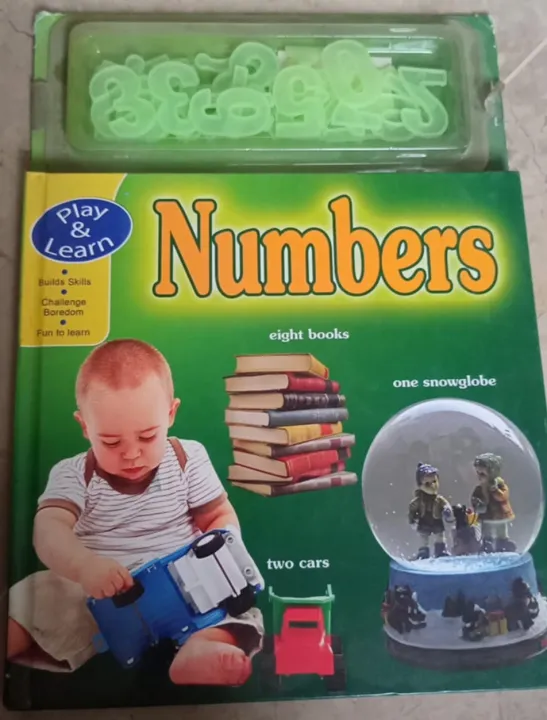 Play
&
Learn
• Builds Skills
• Challenge
Boredom
• Fun to learn
Numbers
eight books
one snowglobe
two cars